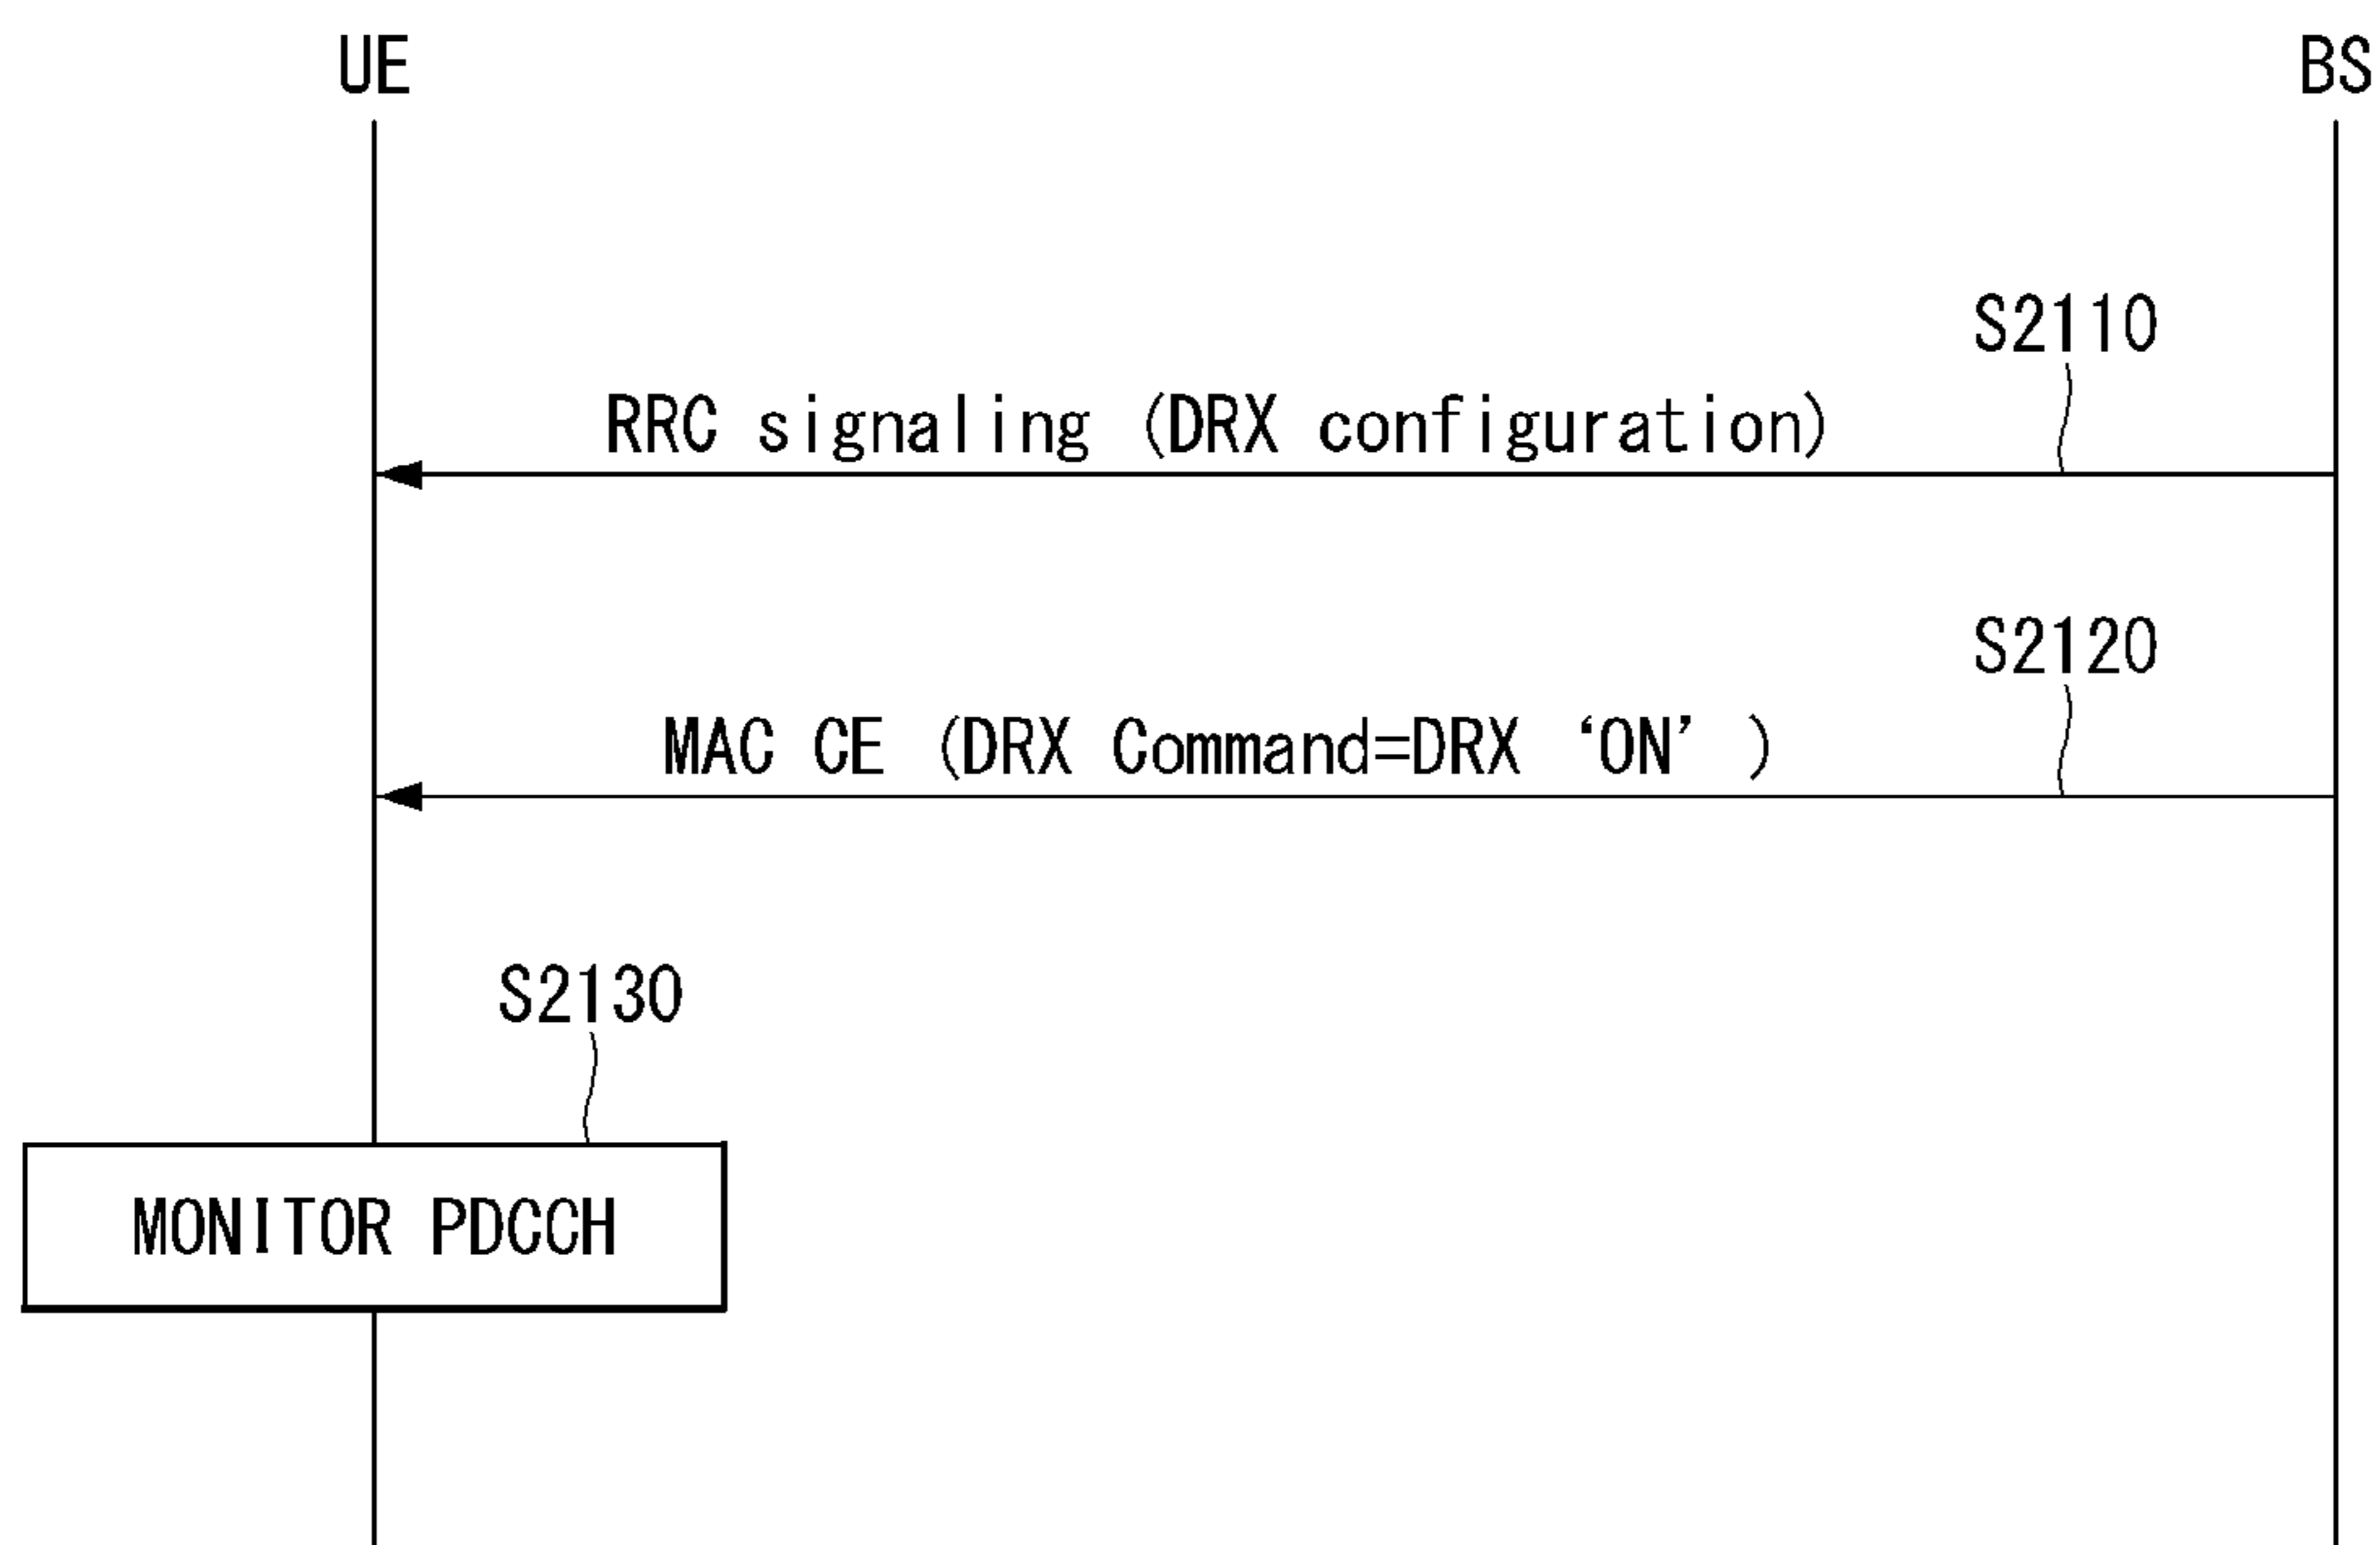 UE BS
S2110
RRC signaling (DRX configuration)
S2120
MAC CE (DRX Command=DRX ‘ON’ )
S2130
MONITOR PDCCH